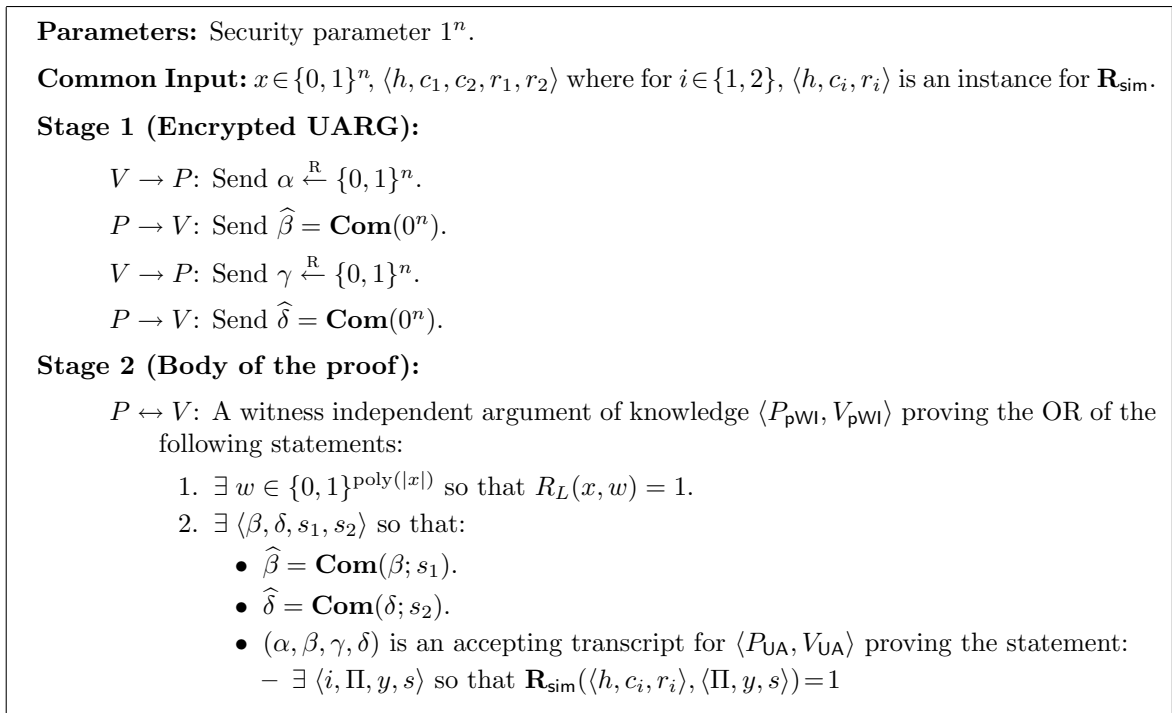 Parameters: Security parameter 1^n.
Common Input: x∈{0, 1}^n, ⟨h, c_1, c_2, r_1, r_2⟩ where for i∈{1, 2}, ⟨h, c_i, r_i⟩ is an instance for R_sim.
Stage 1 (Encrypted UARG):
V → P: Send α ←^R {0, 1}^n.
P → V: Send β̂ = Com(0^n).
V → P: Send γ ←^R {0, 1}^n.
P → V: Send δ̂ = Com(0^n).
Stage 2 (Body of the proof):
P ↔ V: A witness independent argument of knowledge ⟨P_pWI, V_pWI⟩ proving the OR of the
following statements:
1. ∃ w ∈ {0, 1}^poly(|x|) so that R_L(x, w) = 1.
2. ∃ ⟨β, δ, s_1, s_2⟩ so that:
• β̂ = Com(β; s_1).
• δ̂ = Com(δ; s_2).
• (α, β, γ, δ) is an accepting transcript for ⟨P_UA, V_UA⟩ proving the statement:
– ∃ ⟨i, Π, y, s⟩ so that R_sim(⟨h, c_i, r_i⟩, ⟨Π, y, s⟩)=1